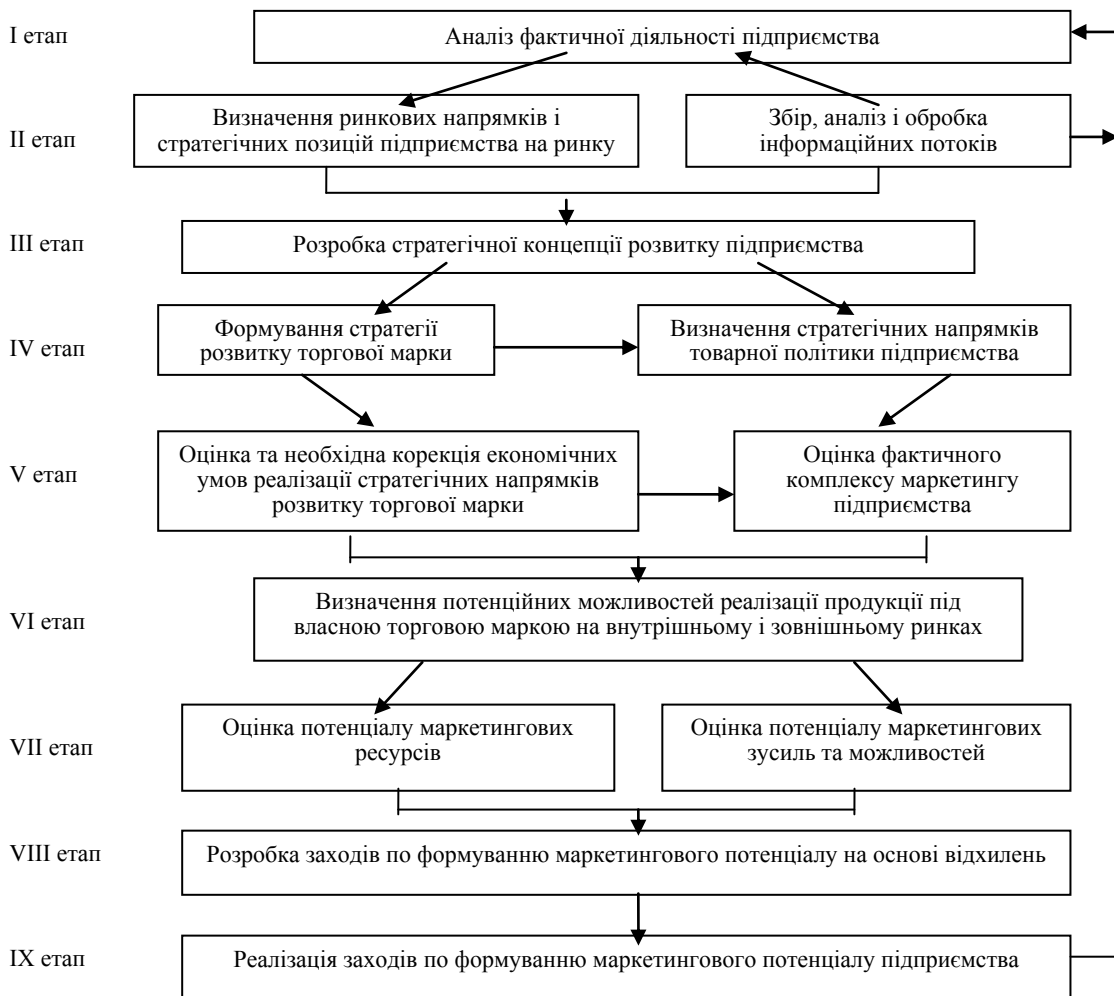 I етап
Аналіз фактичної діяльності підприємства
II етап
Визначення ринкових напрямків і
стратегічних позицій підприємства на ринку
Збір, аналіз і обробка
інформаційних потоків
III етап
Розробка стратегічної концепції розвитку підприємства
IV етап
Формування стратегії
розвитку торгової марки
Визначення стратегічних напрямків
товарної політики підприємства
V етап
Оцінка та необхідна корекція економічних
умов реалізації стратегічних напрямків
розвитку торгової марки
Оцінка фактичного
комплексу маркетингу
підприємства
VI етап
Визначення потенційних можливостей реалізації продукції під
власною торговою маркою на внутрішньому і зовнішньому ринках
VII етап
Оцінка потенціалу маркетингових
ресурсів
Оцінка потенціалу маркетингових
зусиль та можливостей
VIII етап
Розробка заходів по формуванню маркетингового потенціалу на основі відхилень
IX етап
Реалізація заходів по формуванню маркетингового потенціалу підприємства